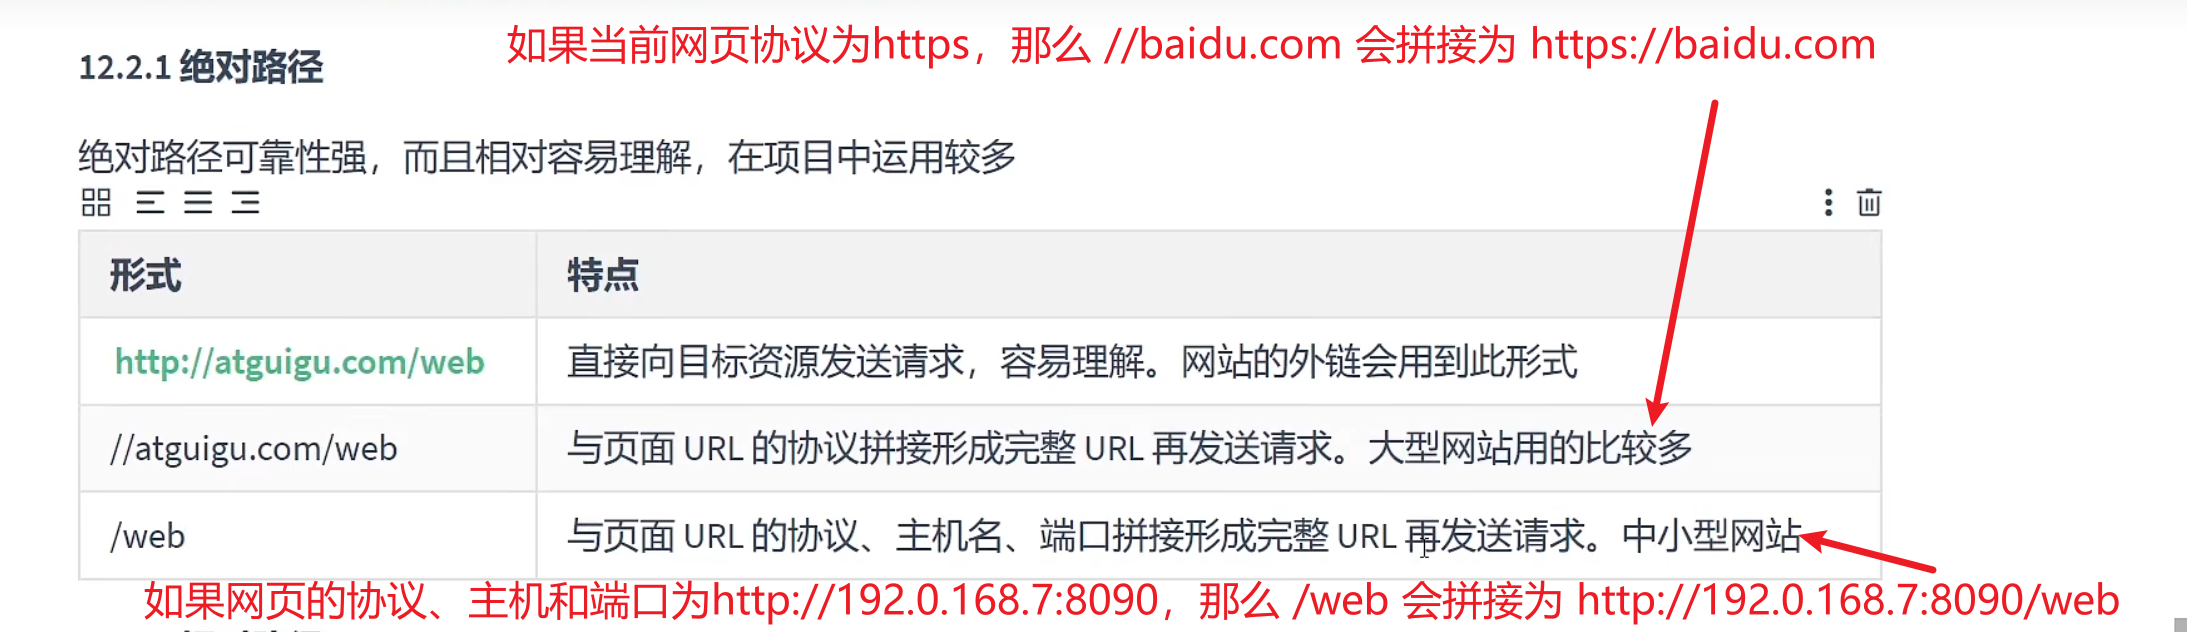 如果当前网页协议为https，那么 //baidu.com 会拼接为 https://baidu.com
12.2.1 绝对路径
绝对路径可靠性强，而且相对容易理解，在项目中运用较多
形式 特点
http://atguigu.com/web 直接向目标资源发送请求，容易理解。网站的外链会用到此形式
//atguigu.com/web 与页面 URL 的协议拼接形成完整 URL 再发送请求。大型网站用的比较多
/web 与页面 URL 的协议、主机名、端口拼接形成完整 URL 再发送请求。中小型网站
如果网页的协议、主机和端口为http://192.0.168.7:8090，那么 /web 会拼接为 http://192.0.168.7:8090/web